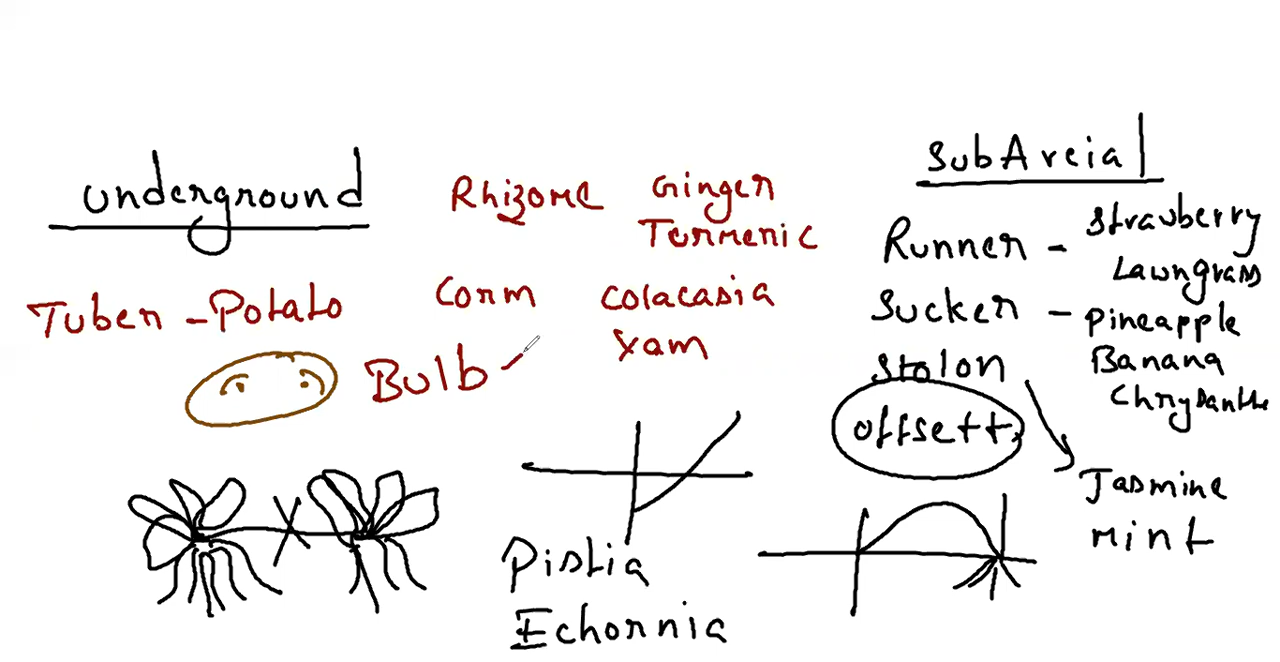 underground
Tuber - Potato
Bulb -
Rhizome Ginger
Turmeric
Corm Colacasia
Yam
SubAreial
Runner - Strawberry
Lawngrass
Sucker - Pineapple
Banana
Chrysanthe
Stolon
Jasmine
mint
offsett
Pistia
Echornia